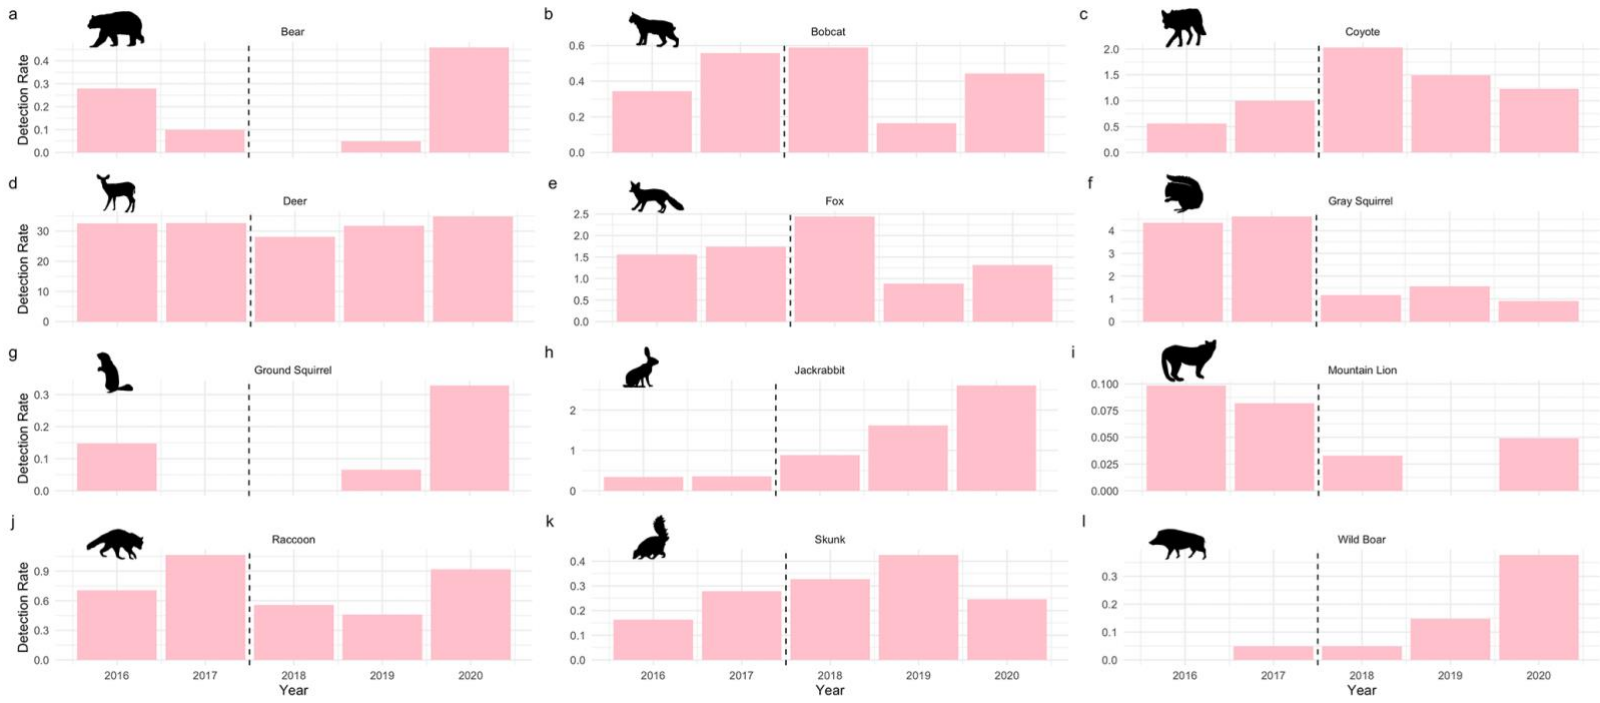 a
Bear
Detection Rate
0.4
0.3
0.2
0.1
0.0
b
Bobcat
0.6
0.4
0.2
0.0
c
Coyote
2.0
1.5
1.0
0.5
0.0
d
Deer
Detection Rate
30
20
10
0
e
Fox
2.5
2.0
1.5
1.0
0.5
0.0
f
Gray Squirrel
4
3
2
1
0
g
Ground Squirrel
Detection Rate
0.3
0.2
0.1
0.0
h
Jackrabbit
2
1
0
i
Mountain Lion
0.100
0.075
0.050
0.025
0.000
j
Raccoon
Detection Rate
0.9
0.6
0.3
0.0
2016 2017 2018 2019 2020
Year
k
Skunk
0.4
0.3
0.2
0.1
0.0
2016 2017 2018 2019 2020
Year
l
Wild Boar
0.3
0.2
0.1
0.0
2016 2017 2018 2019 2020
Year